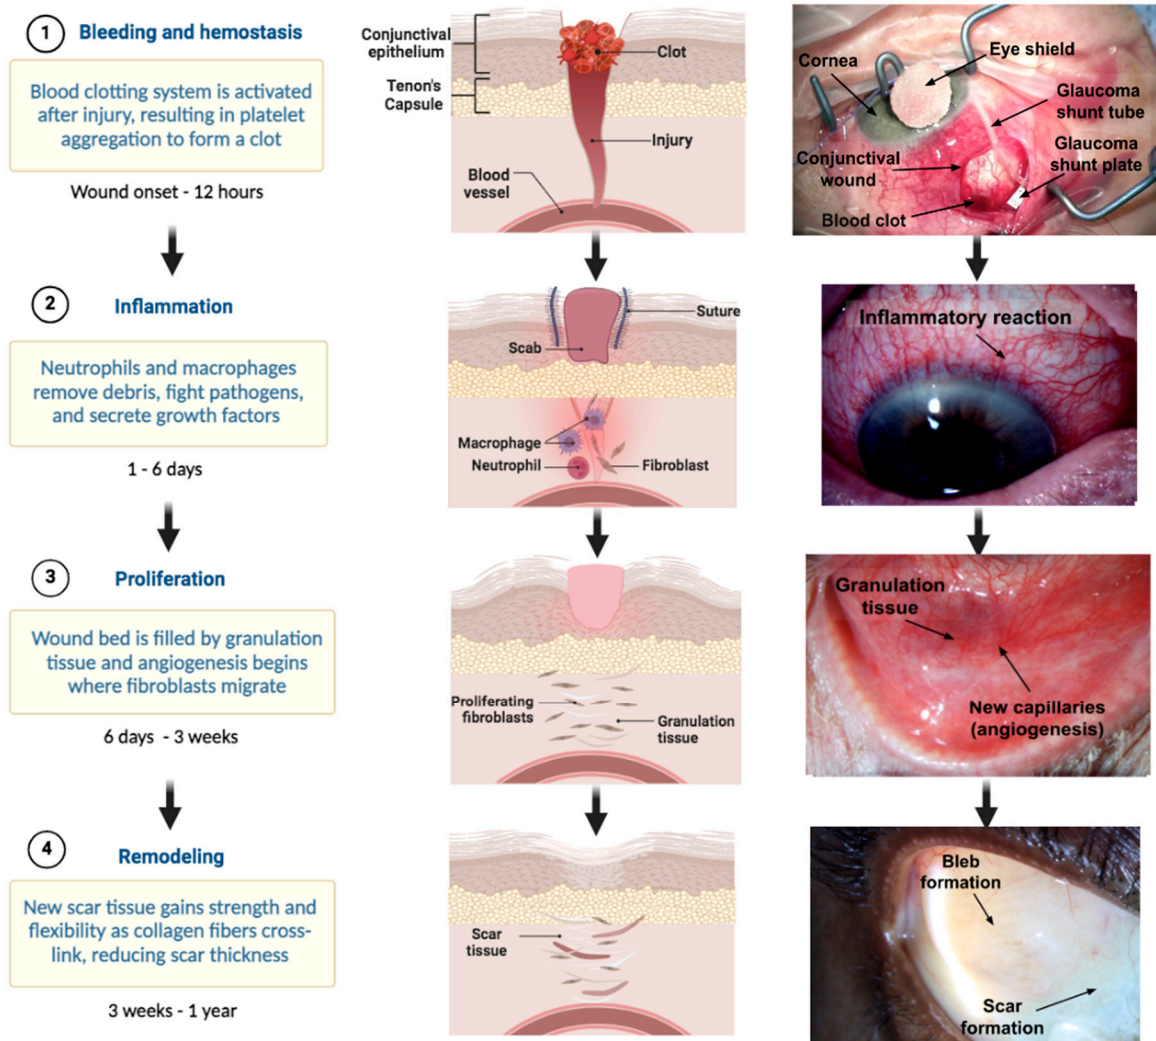 1
Bleeding and hemostasis
Blood clotting system is activated
after injury, resulting in platelet
aggregation to form a clot
Wound onset - 12 hours
Conjunctival
epithelium
Clot
Tenon's
Capsule
Injury
Blood
vessel
Eye shield
Cornea
Glaucoma
shunt tube
Glaucoma
shunt plate
Conjunctival
wound
Blood clot
2
Inflammation
Neutrophils and macrophages
remove debris, fight pathogens,
and secrete growth factors
1 - 6 days
Suture
Scab
Macrophage
Neutrophil
Fibroblast
Inflammatory reaction
3
Proliferation
Wound bed is filled by granulation
tissue and angiogenesis begins
where fibroblasts migrate
6 days - 3 weeks
Proliferating
fibroblasts
Granulation
tissue
Granulation
tissue
New capillaries
(angiogenesis)
4
Remodeling
New scar tissue gains strength and
flexibility as collagen fibers cross-
link, reducing scar thickness
3 weeks - 1 year
Scar
tissue
Bleb
formation
Scar
formation